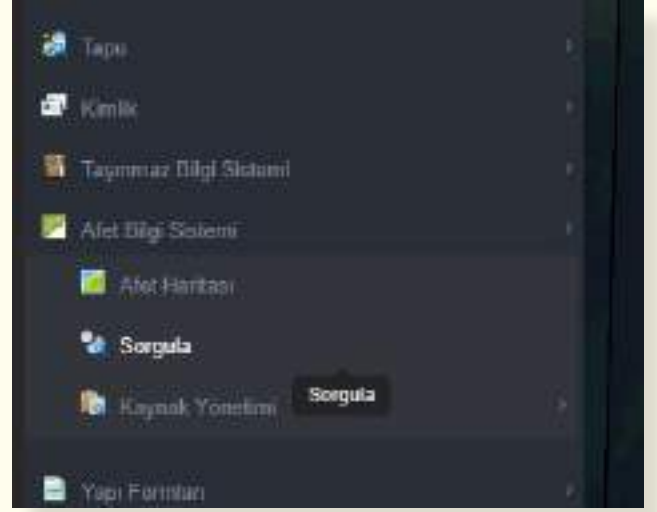 Tapu
Kimlik
Taşınmaz Bilgi Sistemi
Afet Bilgi Sistemi
Afet Haritası
Sorgula
Sorgula
Kaynak Yönetimi
Yapı Formları